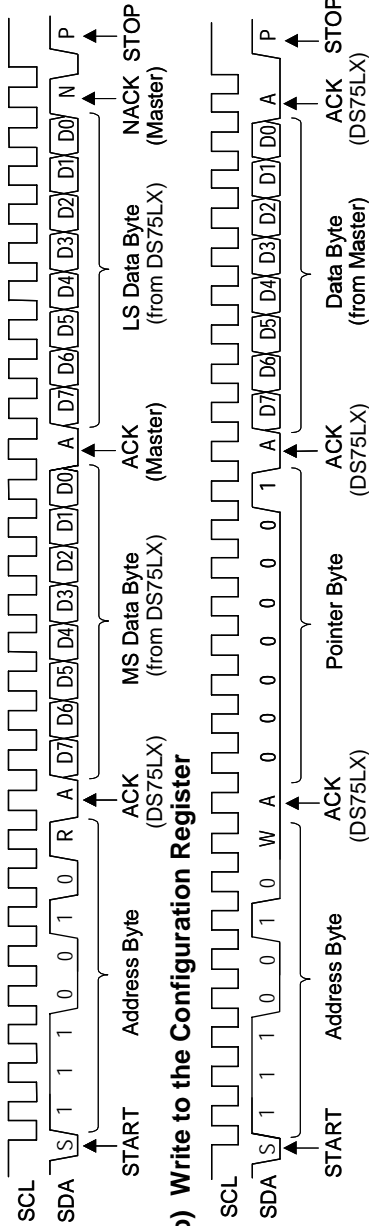 SCL
SDA S 1 1 1 0 0 1 0 R A D7 D6 D5 D4 D3 D2 D1 D0 A D7 D6 D5 D4 D3 D2 D1 D0 N P
START Address Byte ACK MS Data Byte ACK LS Data Byte NACK STOP
(DS75LX) (from DS75LX) (Master) (from DS75LX) (Master)
) Write to the Configuration Register
SCL
SDA S 1 1 1 0 0 1 0 W A 0 0 0 0 0 0 0 1 A D7 D6 D5 D4 D3 D2 D1 D0 A P
START Address Byte ACK Pointer Byte ACK Data Byte ACK STOP
(DS75LX) (DS75LX) (from Master) (DS75LX)